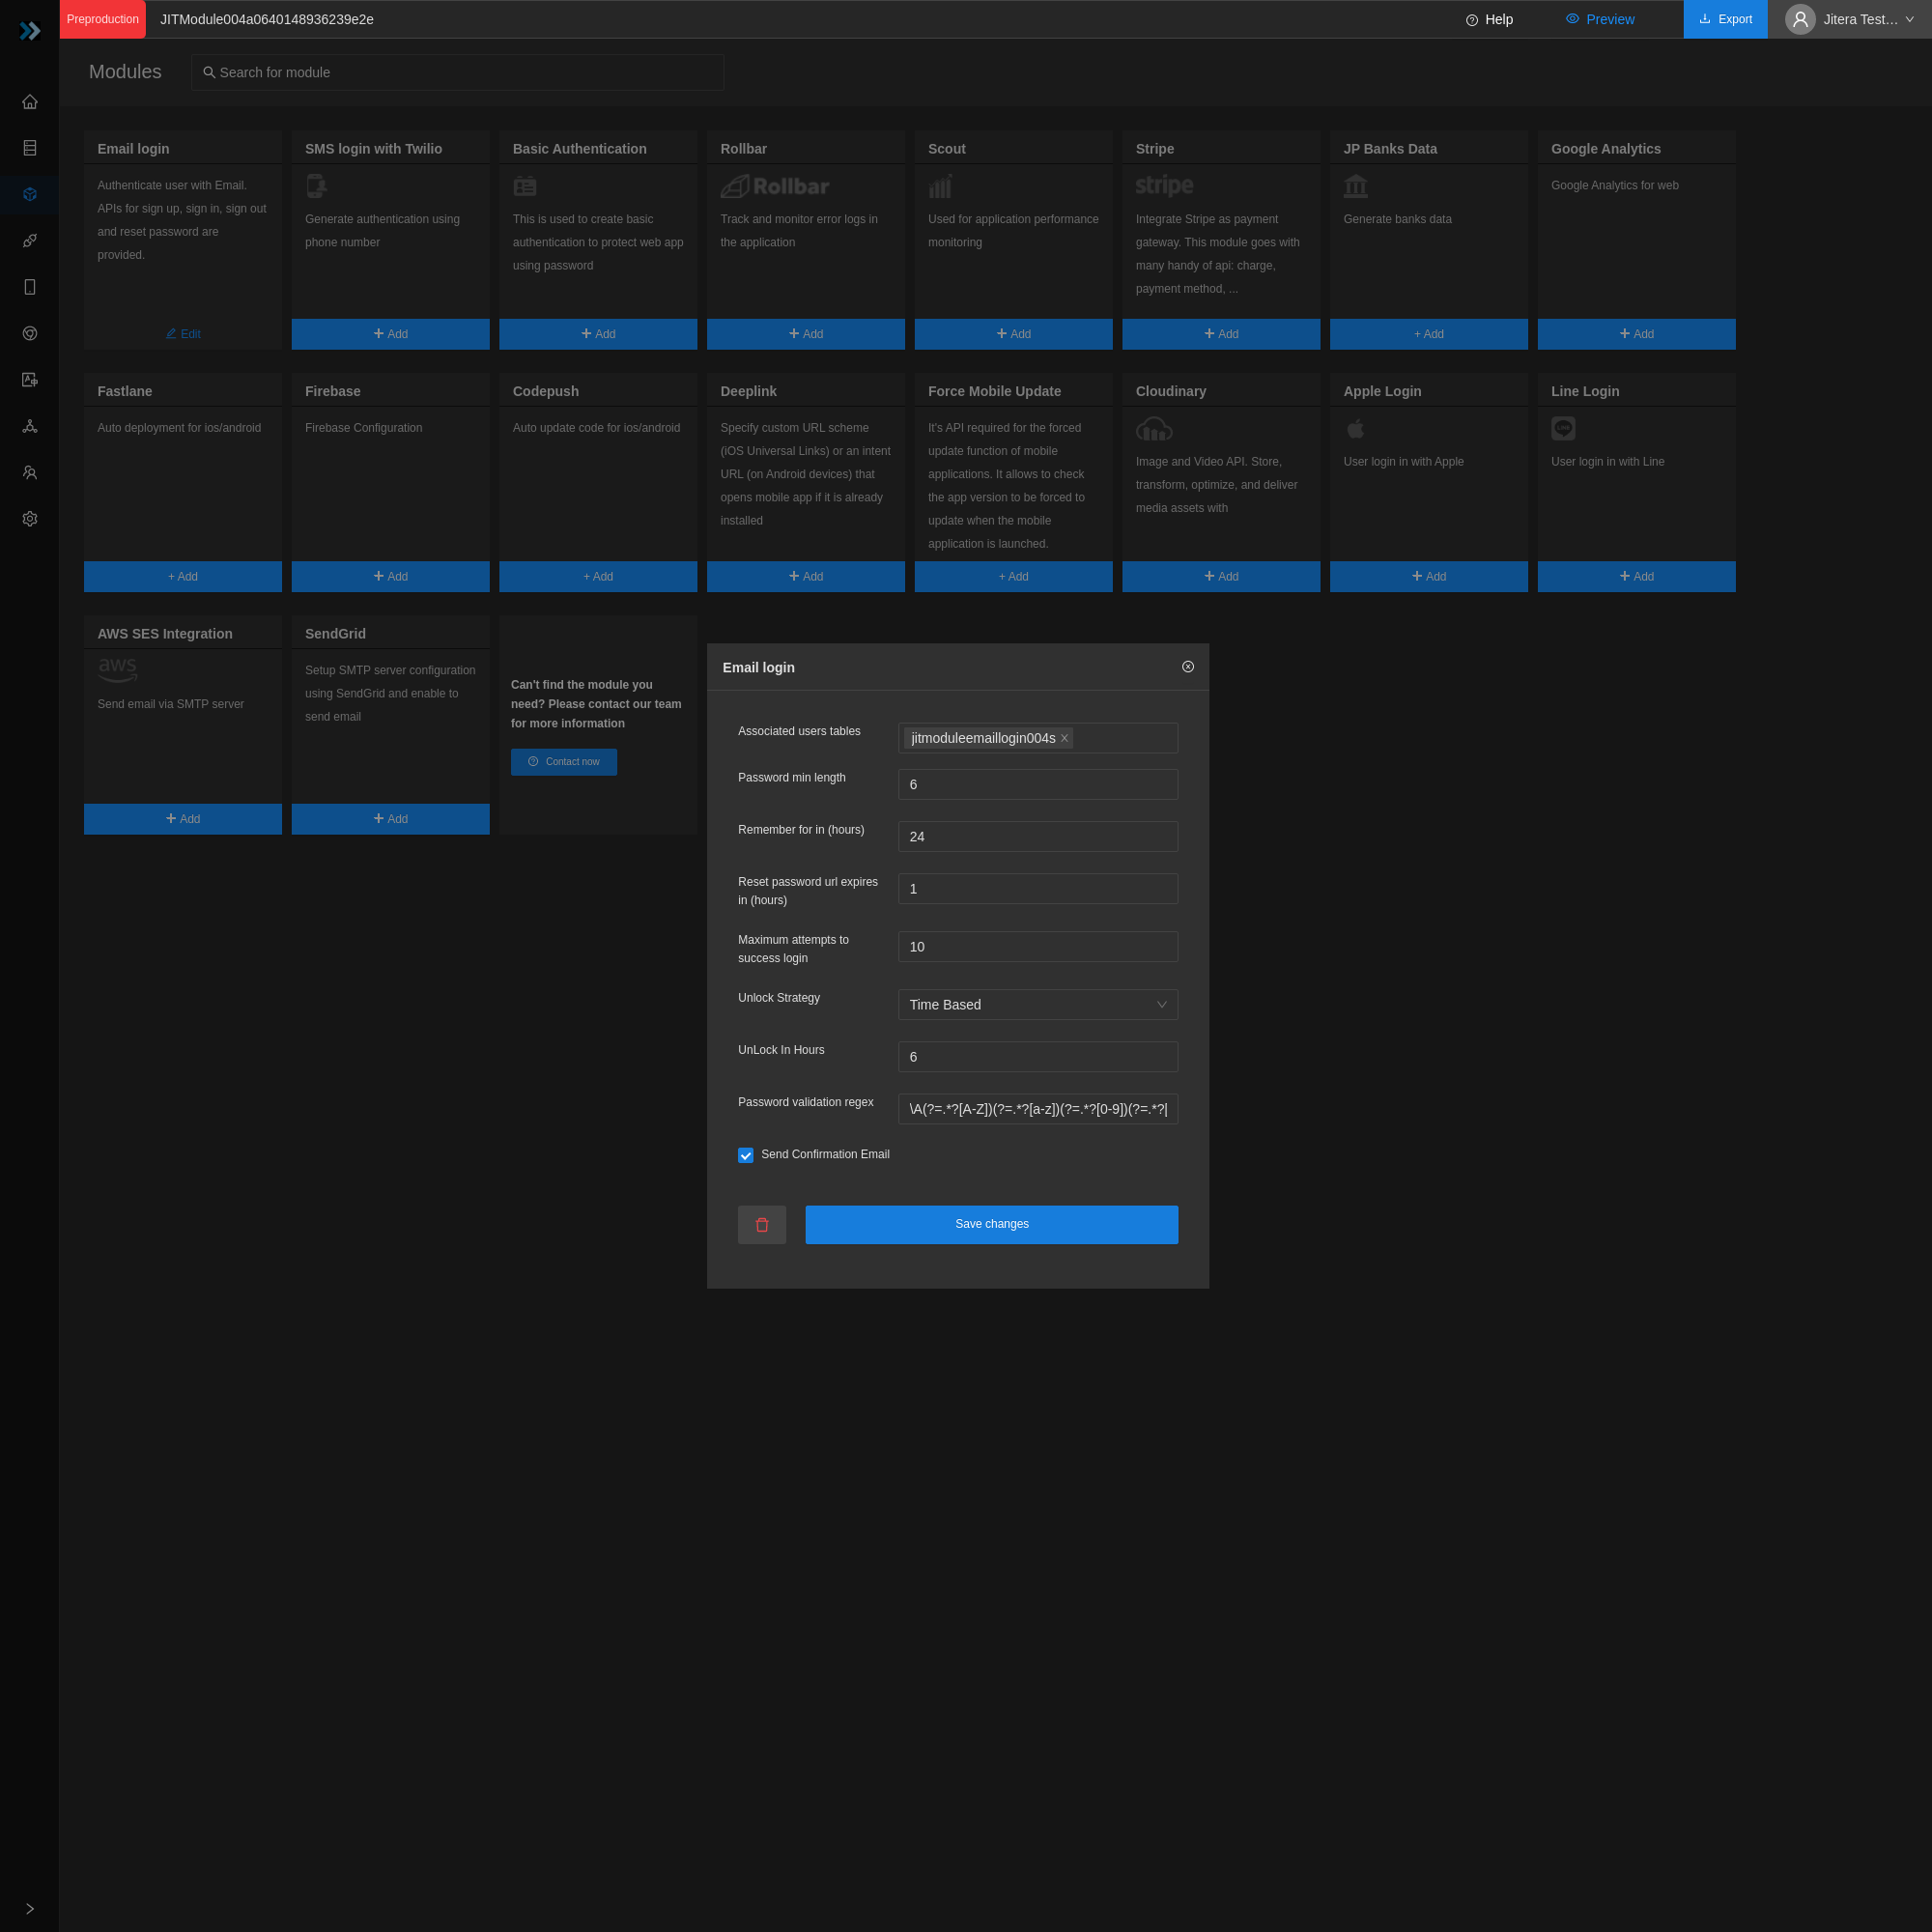 Preproduction
JITModule004a0640148936239e2e
Help
Preview
Export
Jitera Test…
Modules
Search for module
Email login
Authenticate user with Email.
APIs for sign up, sign in, sign out
and reset password are
provided.
Edit
SMS login with Twilio
Generate authentication using
phone number
+ Add
Basic Authentication
This is used to create basic
authentication to protect web app
using password
+ Add
Rollbar
Rollbar
Track and monitor error logs in
the application
+ Add
Scout
Used for application performance
monitoring
+ Add
Stripe
stripe
Integrate Stripe as payment
gateway. This module goes with
many handy of api: charge,
payment method, ...
+ Add
JP Banks Data
Generate banks data
+ Add
Google Analytics
Google Analytics for web
+ Add
Fastlane
Auto deployment for ios/android
+ Add
Firebase
Firebase Configuration
+ Add
Codepush
Auto update code for ios/android
+ Add
Deeplink
Specify custom URL scheme
(iOS Universal Links) or an intent
URL (on Android devices) that
opens mobile app if it is already
installed
+ Add
Force Mobile Update
It's API required for the forced
update function of mobile
applications. It allows to check
the app version to be forced to
update when the mobile
application is launched.
+ Add
Cloudinary
Image and Video API. Store,
transform, optimize, and deliver
media assets with
+ Add
Apple Login
User login in with Apple
+ Add
Line Login
LINE
User login in with Line
+ Add
AWS SES Integration
aws
Send email via SMTP server
+ Add
SendGrid
Setup SMTP server configuration
using SendGrid and enable to
send email
+ Add
Can't find the module you
need? Please contact our team
for more information
Contact now
Email login
Associated users tables
jitmoduleemaillogin004s
Password min length
6
Remember for in (hours)
24
Reset password url expires
in (hours)
1
Maximum attempts to
success login
10
Unlock Strategy
Time Based
UnLock In Hours
6
Password validation regex
\A(?=.*?[A-Z])(?=.*?[a-z])(?=.*?[0-9])(?=.*?[
Send Confirmation Email
Save changes